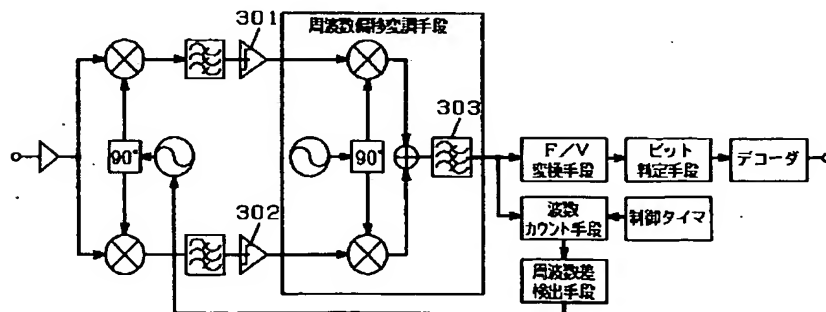 301
周波数偏移変調手段
303
90°
90°
F/V
変換手段
ビット
判定手段
デコーダ
302
波数
カウント手段
制御タイマ
周波数差
検出手段